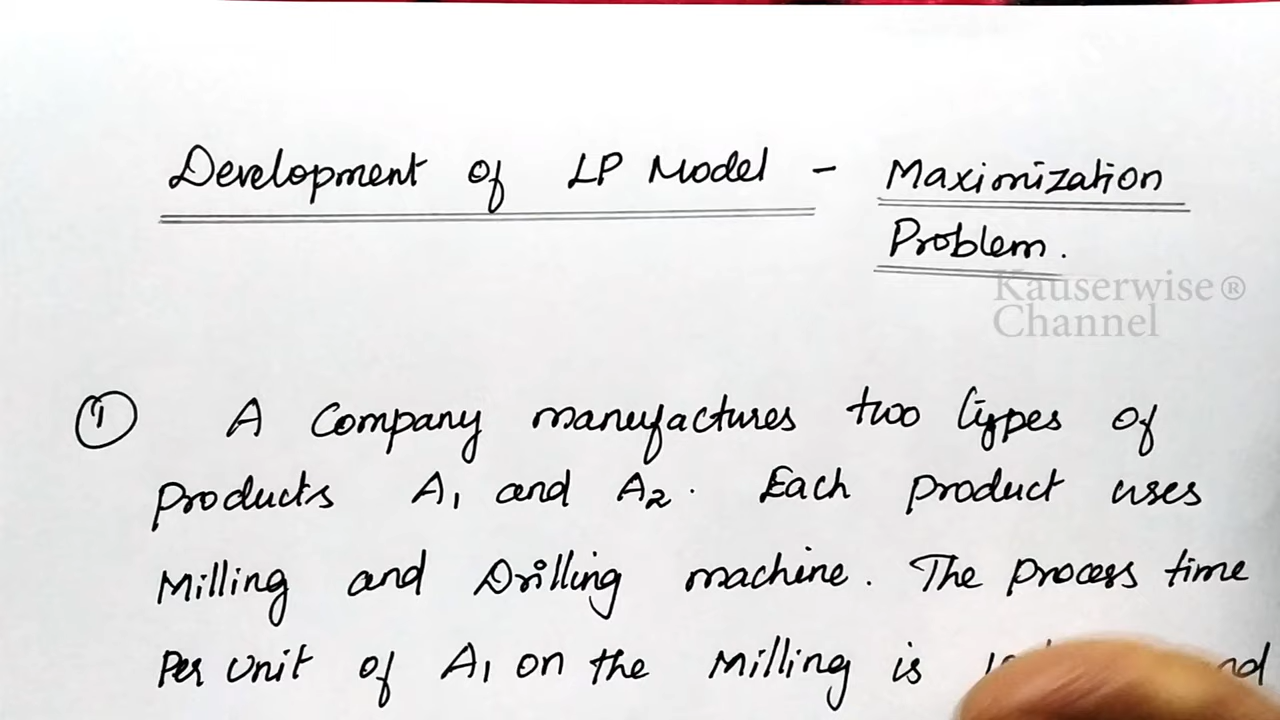 Development of LP Model - Maximization
Problem.
Kauserwise®
Channel
① A Company manufactures two types of
products A₁ and A₂. Each product uses
Milling and Drilling machine. The process time
Per unit of A₁ on the Milling is